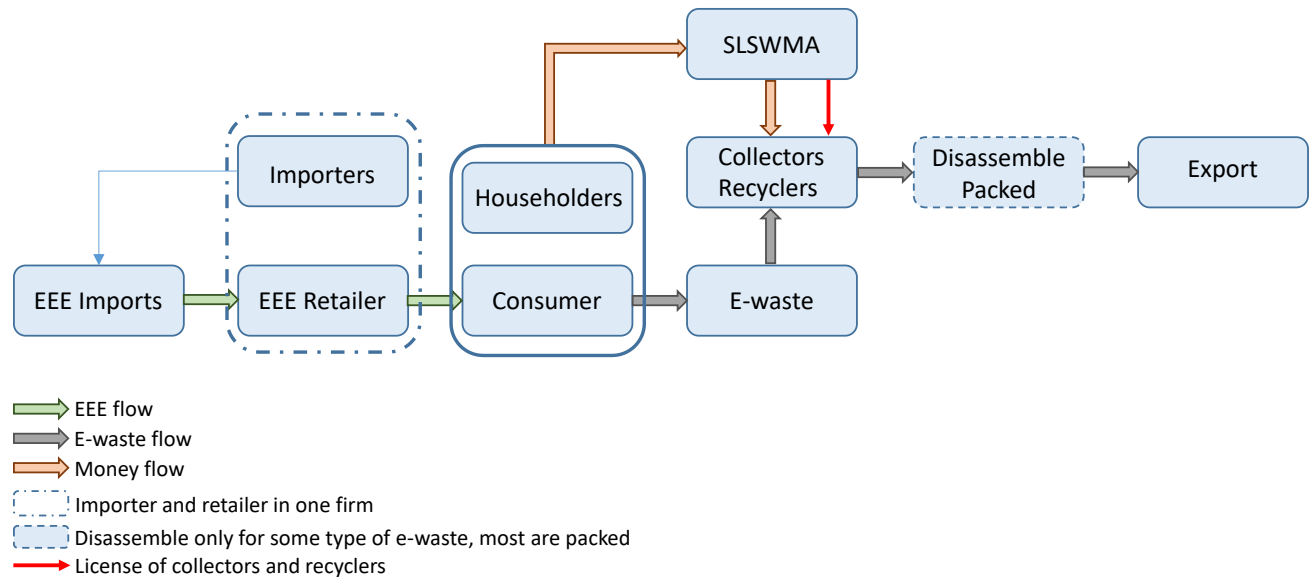 SLSWMA
Importers
Householders
Collectors
Recyclers
Disassemble
Packed
Export
EEE Imports
EEE Retailer
Consumer
E-waste
EEE flow
E-waste flow
Money flow
Importer and retailer in one firm
Disassemble only for some type of e-waste, most are packed
License of collectors and recyclers